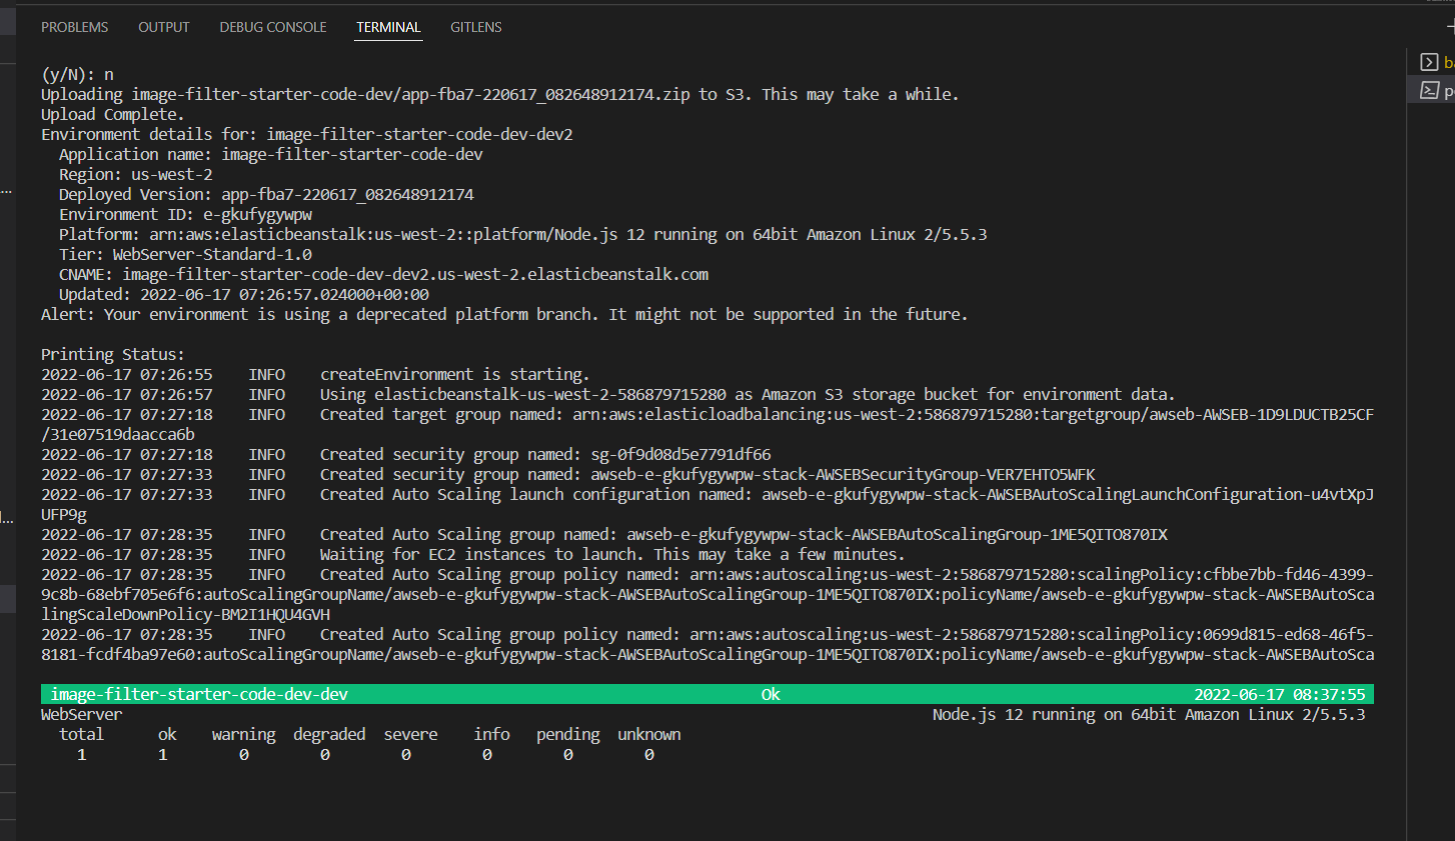 PROBLEMS OUTPUT DEBUG CONSOLE TERMINAL GITLENS
(y/N): n
Uploading image-filter-starter-code-dev/app-fba7-220617_082648912174.zip to S3. This may take a while.
Upload Complete.
Environment details for: image-filter-starter-code-dev-dev2
Application name: image-filter-starter-code-dev
Region: us-west-2
Deployed Version: app-fba7-220617_082648912174
Environment ID: e-gkufygywpw
Platform: arn:aws:elasticbeanstalk:us-west-2::platform/Node.js 12 running on 64bit Amazon Linux 2/5.5.3
Tier: WebServer-Standard-1.0
CNAME: image-filter-starter-code-dev-dev2.us-west-2.elasticbeanstalk.com
Updated: 2022-06-17 07:26:57.024000+00:00
Alert: Your environment is using a deprecated platform branch. It might not be supported in the future.
Printing Status:
2022-06-17 07:26:55 INFO createEnvironment is starting.
2022-06-17 07:26:57 INFO Using elasticbeanstalk-us-west-2-586879715280 as Amazon S3 storage bucket for environment data.
2022-06-17 07:27:18 INFO Created target group named: arn:aws:elasticloadbalancing:us-west-2:586879715280:targetgroup/awseb-AWSEB-1D9LDUCTB25CF
/31e07519daacca6b
2022-06-17 07:27:18 INFO Created security group named: sg-0f9d08d5e7791df66
2022-06-17 07:27:33 INFO Created security group named: awseb-e-gkufygywpw-stack-AWSEBSecurityGroup-VER7EHTO5WFK
2022-06-17 07:27:33 INFO Created Auto Scaling launch configuration named: awseb-e-gkufygywpw-stack-AWSEBAutoScalingLaunchConfiguration-u4vtXpJ
UFP9g
2022-06-17 07:28:35 INFO Created Auto Scaling group named: awseb-e-gkufygywpw-stack-AWSEBAutoScalingGroup-1ME5QITO870IX
2022-06-17 07:28:35 INFO Waiting for EC2 instances to launch. This may take a few minutes.
2022-06-17 07:28:35 INFO Created Auto Scaling group policy named: arn:aws:autoscaling:us-west-2:586879715280:scalingPolicy:cfbbe7bb-fd46-4399-
9c8b-68ebf705e6f6:autoScalingGroupName/awseb-e-gkufygywpw-stack-AWSEBAutoScalingGroup-1ME5QITO870IX:policyName/awseb-e-gkufygywpw-stack-AWSEBAutoSca
lingScaleDownPolicy-BM2I1HQU4GVH
2022-06-17 07:28:35 INFO Created Auto Scaling group policy named: arn:aws:autoscaling:us-west-2:586879715280:scalingPolicy:0699d815-ed68-46f5-
8181-fcdf4ba97e60:autoScalingGroupName/awseb-e-gkufygywpw-stack-AWSEBAutoScalingGroup-1ME5QITO870IX:policyName/awseb-e-gkufygywpw-stack-AWSEBAutoSca
image-filter-starter-code-dev-dev Ok 2022-06-17 08:37:55
WebServer Node.js 12 running on 64bit Amazon Linux 2/5.5.3
total ok warning degraded severe info pending unknown
1 1 0 0 0 0 0 0